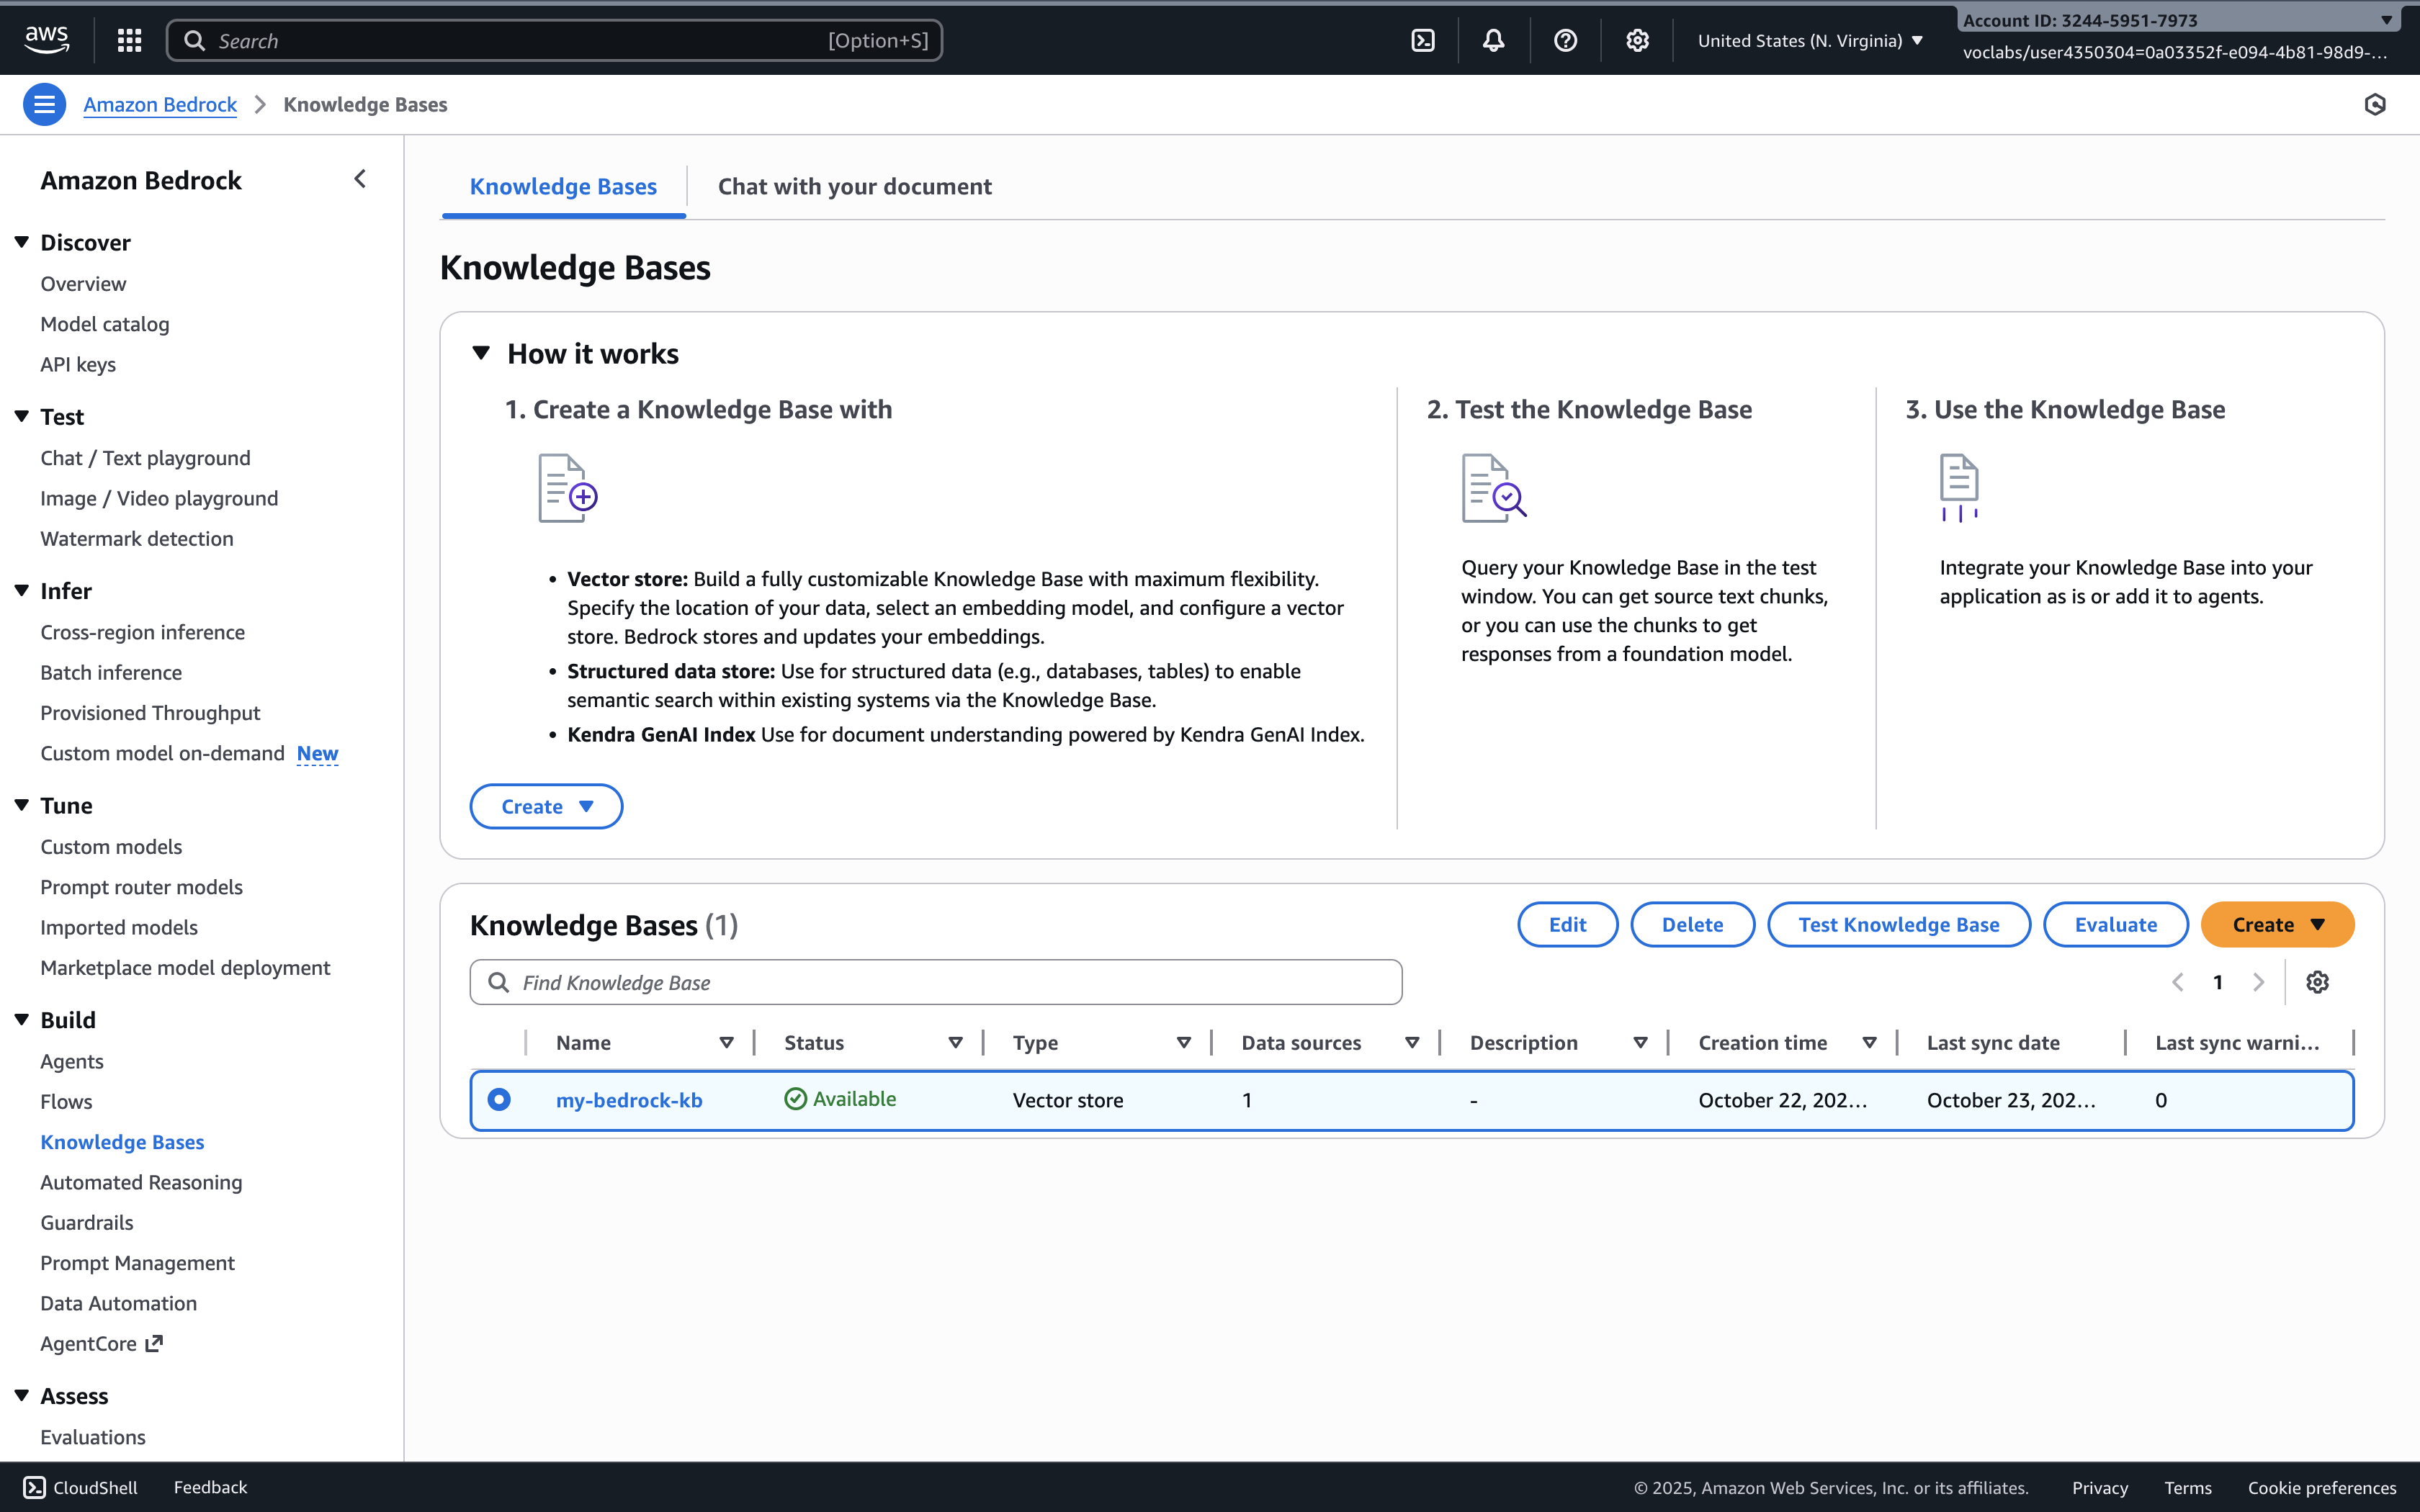 aws
Search
[Option+S]
United States (N. Virginia)
Account ID: 3244-5951-7973
voclabs/user4350304=0a03352f-e094-4b81-98d9-...
Amazon Bedrock
Knowledge Bases
Amazon Bedrock
Discover
Overview
Model catalog
API keys
Test
Chat / Text playground
Image / Video playground
Watermark detection
Infer
Cross-region inference
Batch inference
Provisioned Throughput
Custom model on-demand New
Tune
Custom models
Prompt router models
Imported models
Marketplace model deployment
Build
Agents
Flows
Knowledge Bases
Automated Reasoning
Guardrails
Prompt Management
Data Automation
AgentCore
Assess
Evaluations
Knowledge Bases
Chat with your document
Knowledge Bases
How it works
1. Create a Knowledge Base with
• Vector store: Build a fully customizable Knowledge Base with maximum flexibility.
Specify the location of your data, select an embedding model, and configure a vector
store. Bedrock stores and updates your embeddings.
• Structured data store: Use for structured data (e.g., databases, tables) to enable
semantic search within existing systems via the Knowledge Base.
• Kendra GenAI Index Use for document understanding powered by Kendra GenAI Index.
Create
2. Test the Knowledge Base
Query your Knowledge Base in the test
window. You can get source text chunks,
or you can use the chunks to get
responses from a foundation model.
3. Use the Knowledge Base
Integrate your Knowledge Base into your
application as is or add it to agents.
Knowledge Bases (1)
Edit
Delete
Test Knowledge Base
Evaluate
Create
Find Knowledge Base
1
Name
Status
Type
Data sources
Description
Creation time
Last sync date
Last sync warni...
my-bedrock-kb
Available
Vector store
1
-
October 22, 202...
October 23, 202...
0
CloudShell
Feedback
© 2025, Amazon Web Services, Inc. or its affiliates.
Privacy
Terms
Cookie preferences